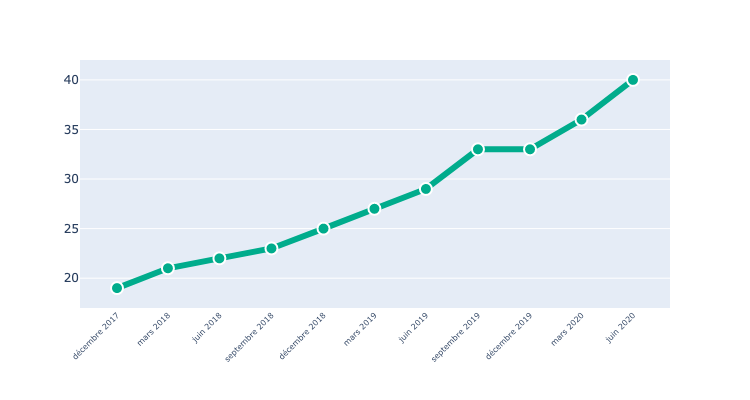 40
35
30
25
20
décembre 2017
mars 2018
juin 2018
septembre 2018
décembre 2018
mars 2019
juin 2019
septembre 2019
décembre 2019
mars 2020
juin 2020